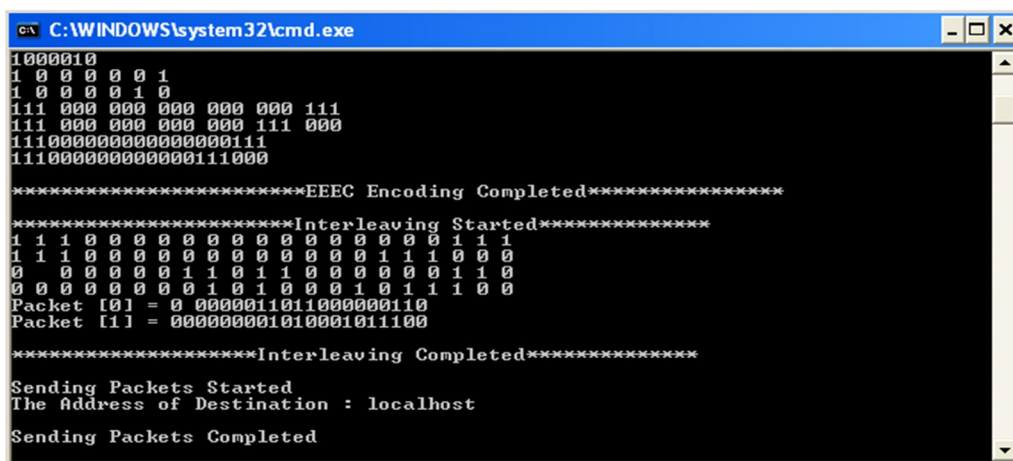 C:\WINDOWS\system32\cmd.exe
1000010
1 0 0 0 0 0 1
1 0 0 0 0 1 0
111 000 000 000 000 000 111
111 000 000 000 000 111 000
111000000000000000111
111000000000000111000
************************EEEC Encoding Completed****************
***********************Interleaving Started**************
1 1 1 0 0 0 0 0 0 0 0 0 0 0 0 0 0 0 1 1 1
1 1 1 0 0 0 0 0 0 0 0 0 0 0 0 1 1 1 0 0 0
0   0 0 0 0 0 1 1 0 1 1 0 0 0 0 0 0 1 1 0
0 0 0 0 0 0 0 0 1 0 1 0 0 0 1 0 1 1 1 0 0
Packet [0] = 0 0000011011000000110
Packet [1] = 000000001010001011100
********************Interleaving Completed**************
Sending Packets Started
The Address of Destination : localhost
Sending Packets Completed